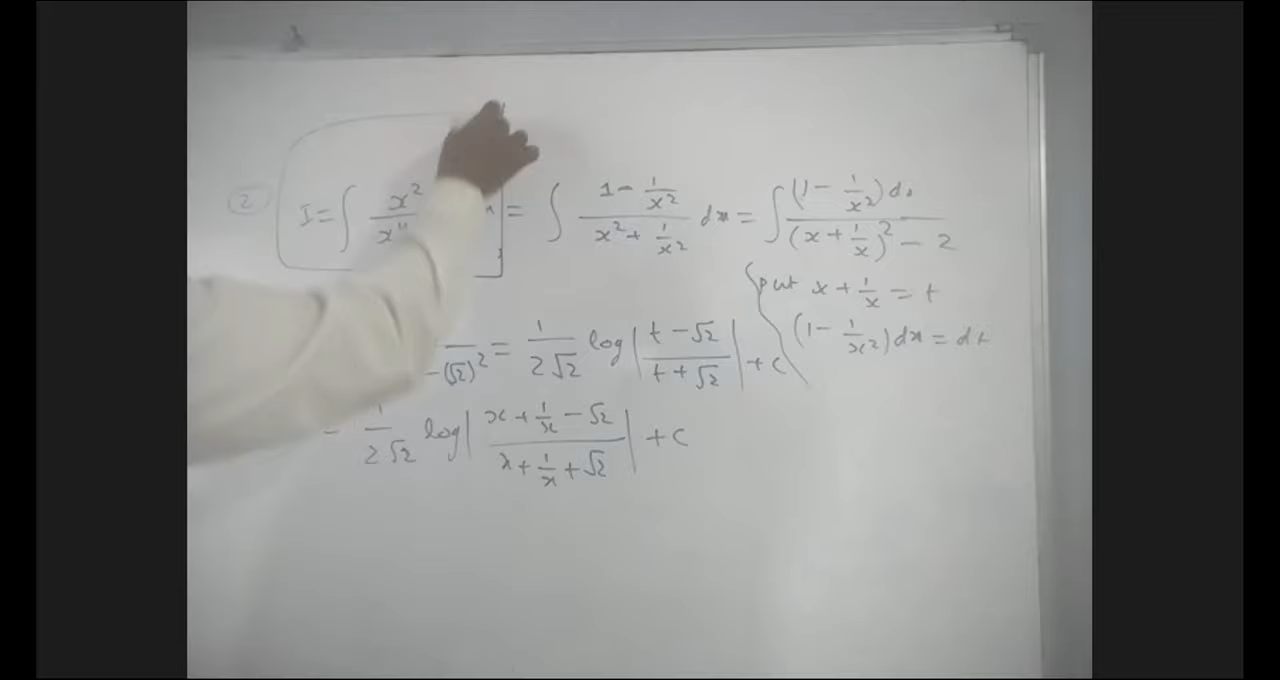 ② I = ∫ x² / x⁴ = ∫ (1 - 1/x²) / (x² + 1/x²) dx = ∫ (1 - 1/x²) d / ((x + 1/x)² - 2)
put x + 1/x = t
(1 - 1/x²) dx = dt
-(√2)² = 1/(2√2) log | (t - √2) / (t + √2) | + c
= 1/(2√2) log | (x + 1/x - √2) / (x + 1/x + √2) | + c